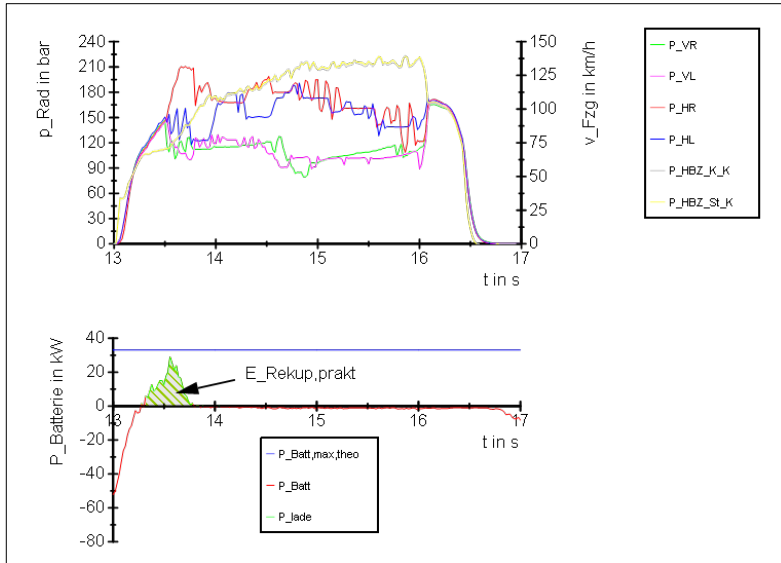 p_Rad in bar
240
210
180
150
120
90
60
30
0
13 14 15 16 17
t in s
150
125
100
75
50
25
0
v_Fzg in km/h
P_VR
P_VL
P_HR
P_HL
P_HBZ_K_K
P_HBZ_St_K
P_Batterie in kW
40
20
0
-20
-40
-60
-80
13 14 15 16 17
t in s
E_Rekup,prakt
P_Batt,max,theo
P_Batt
P_lade